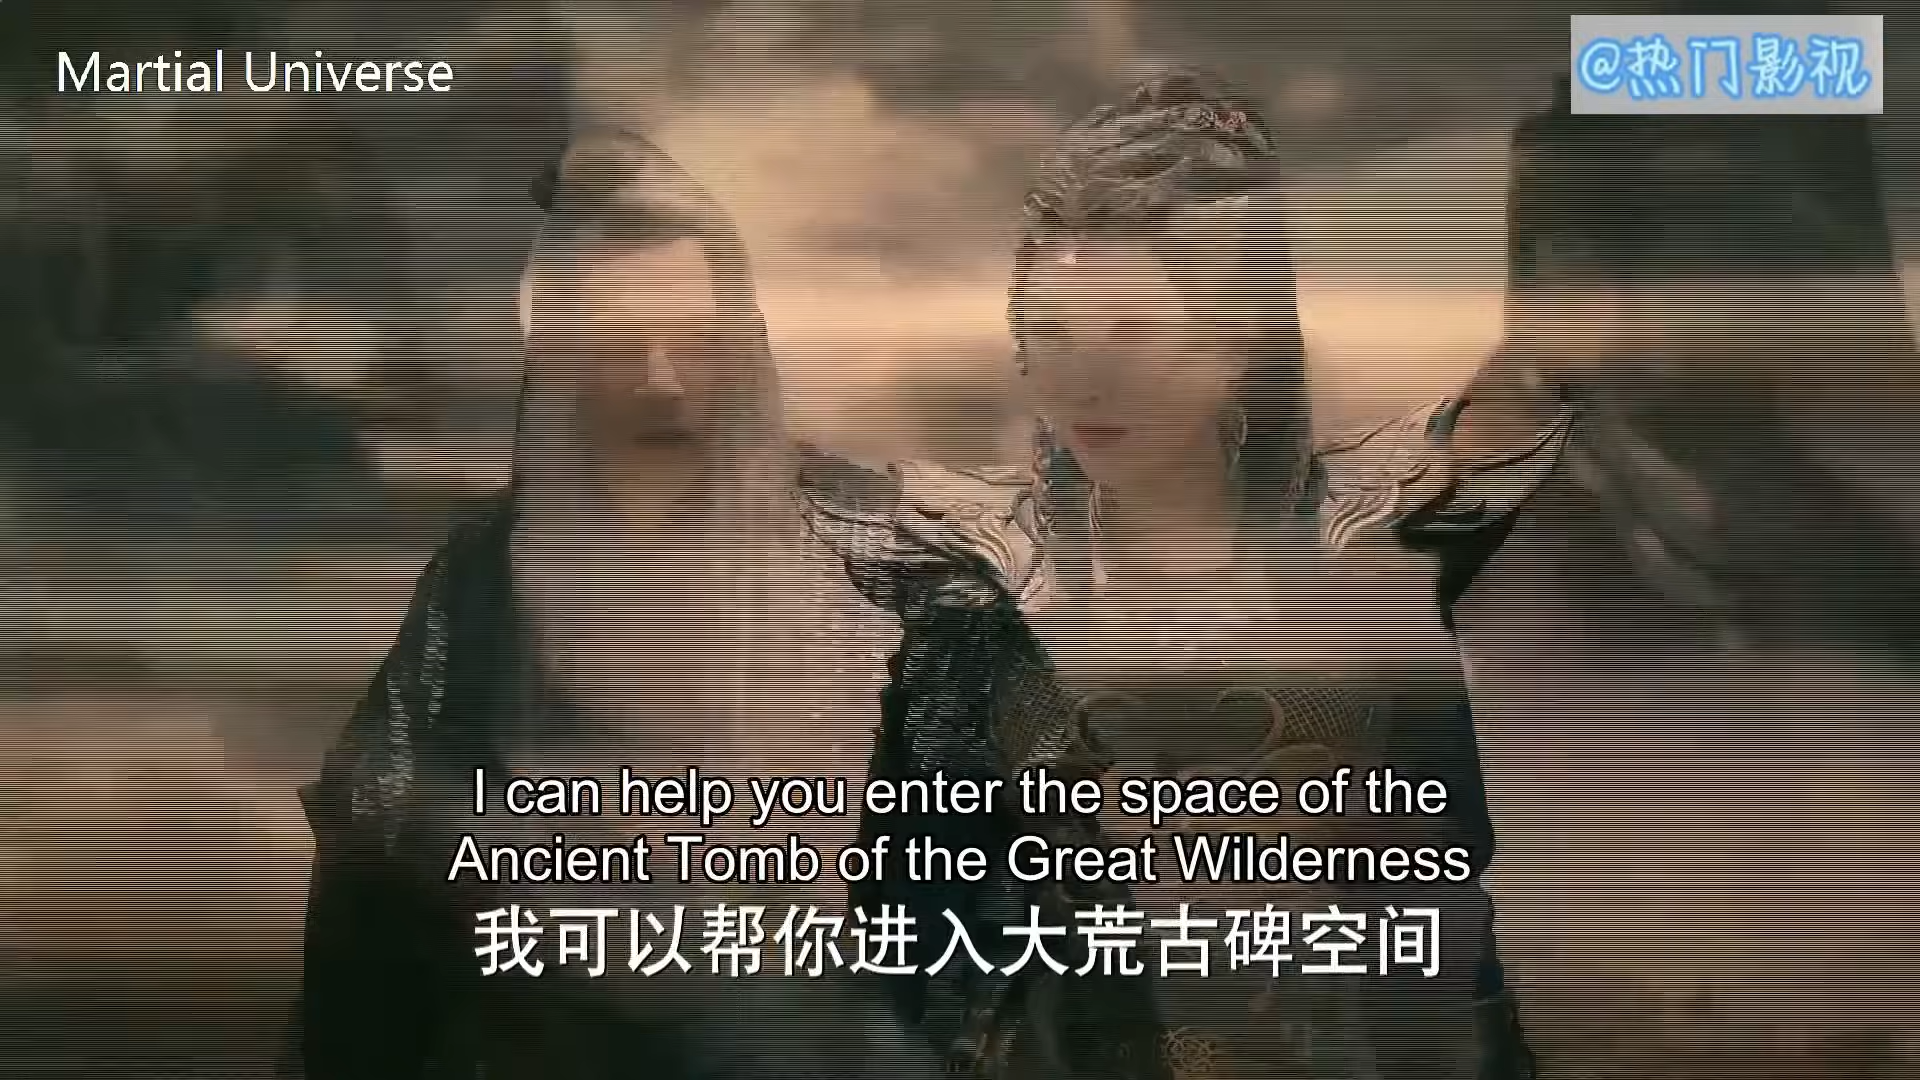 Martial Universe
@热门影视
I can help you enter the space of the
Ancient Tomb of the Great Wilderness
我可以帮你进入大荒古碑空间